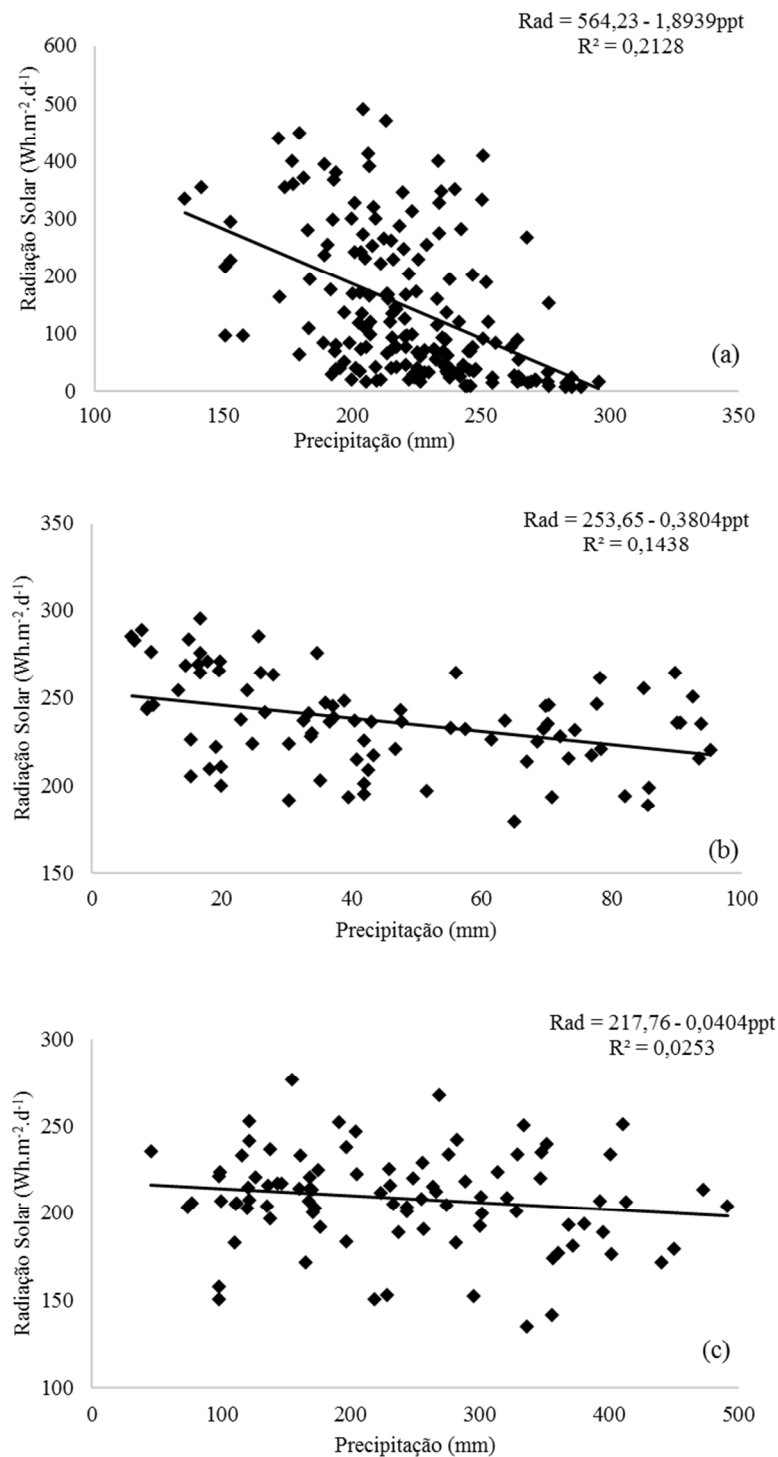 Rad = 564,23 - 1,8939ppt
R² = 0,2128
600
500
400
300
200
100
0
Radiação Solar (Wh.m⁻².d⁻¹)
(a)
100 150 200 250 300 350
Precipitação (mm)
Rad = 253,65 - 0,3804ppt
R² = 0,1438
350
300
250
200
150
Radiação Solar (Wh.m⁻².d⁻¹)
(b)
0 20 40 60 80 100
Precipitação (mm)
Rad = 217,76 - 0,0404ppt
R² = 0,0253
300
250
200
150
100
Radiação Solar (Wh.m⁻².d⁻¹)
(c)
0 100 200 300 400 500
Precipitação (mm)